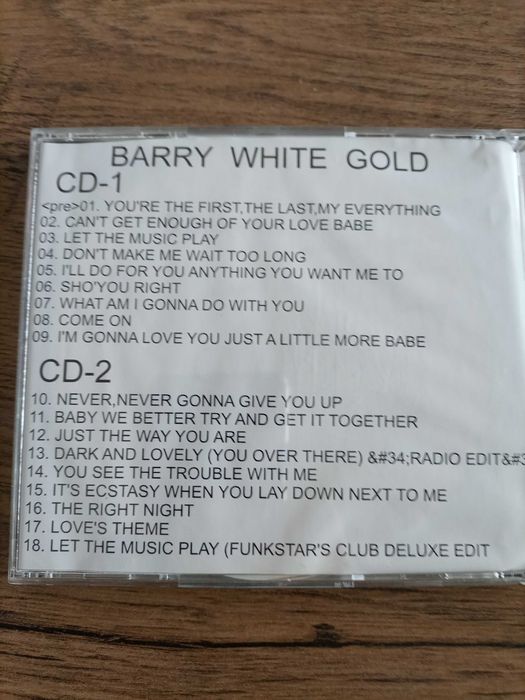 BARRY WHITE GOLD
CD-1
<pre>01. YOU'RE THE FIRST,THE LAST,MY EVERYTHING
02. CAN'T GET ENOUGH OF YOUR LOVE BABE
03. LET THE MUSIC PLAY
04. DON'T MAKE ME WAIT TOO LONG
05. I'LL DO FOR YOU ANYTHING YOU WANT ME TO
06. SHO'YOU RIGHT
07. WHAT AM I GONNA DO WITH YOU
08. COME ON
09. I'M GONNA LOVE YOU JUST A LITTLE MORE BABE
CD-2
10. NEVER,NEVER GONNA GIVE YOU UP
11. BABY WE BETTER TRY AND GET IT TOGETHER
12. JUST THE WAY YOU ARE
13. DARK AND LOVELY (YOU OVER THERE) &#34;RADIO EDIT&#3
14. YOU SEE THE TROUBLE WITH ME
15. IT'S ECSTASY WHEN YOU LAY DOWN NEXT TO ME
16. THE RIGHT NIGHT
17. LOVE'S THEME
18. LET THE MUSIC PLAY (FUNKSTAR'S CLUB DELUXE EDIT